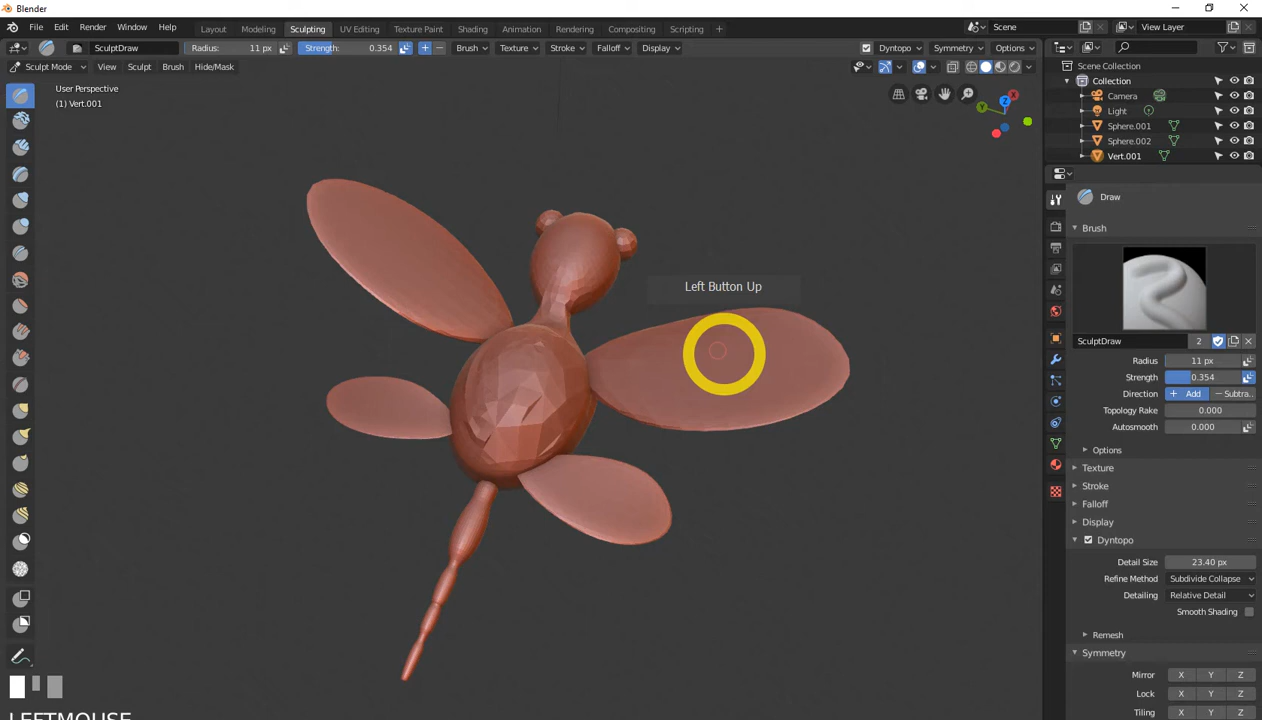 Blender
File Edit Render Window Help Layout Modeling Sculpting UV Editing Texture Paint Shading Animation Rendering Compositing Scripting + Scene View Layer
SculptDraw Radius: 11 px Strength: 0.354 + − Brush Texture Stroke Falloff Display Dyntopo Symmetry Options
Sculpt Mode View Sculpt Brush Hide/Mask
User Perspective
(1) Vert.001
Z
X
Y
Left Button Up
LEFTMOUSE
Scene Collection
Collection
Camera
Light
Sphere.001
Sphere.002
Vert.001
Draw
Brush
SculptDraw 2
Radius 11 px
Strength 0.354
Direction + Add − Subtra..
Topology Rake 0.000
Autosmooth 0.000
Options
Texture
Stroke
Falloff
Display
Dyntopo
Detail Size 23.40 px
Refine Method Subdivide Collapse
Detailing Relative Detail
Smooth Shading
Remesh
Symmetry
Mirror X Y Z
Lock X Y Z
Tiling X Y Z